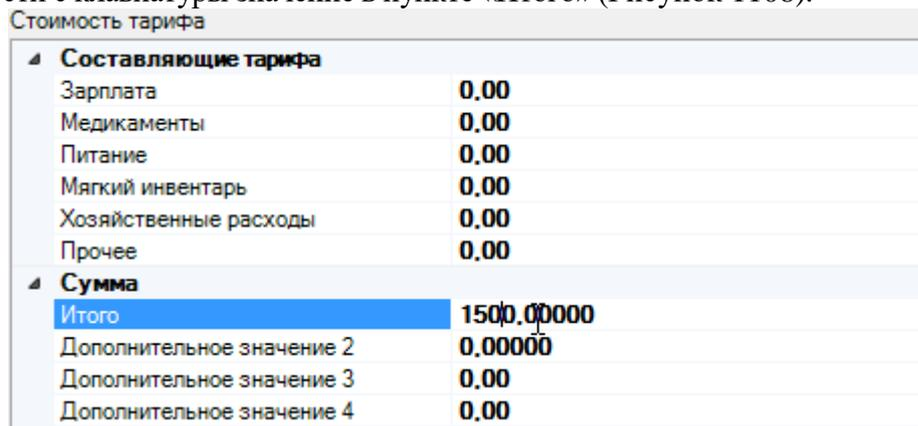 Стоимость тарифа
Составляющие тарифа
Зарплата 0,00
Медикаменты 0,00
Питание 0,00
Мягкий инвентарь 0,00
Хозяйственные расходы 0,00
Прочее 0,00
Сумма
Итого 1500,00000
Дополнительное значение 2 0,00000
Дополнительное значение 3 0,00
Дополнительное значение 4 0,00